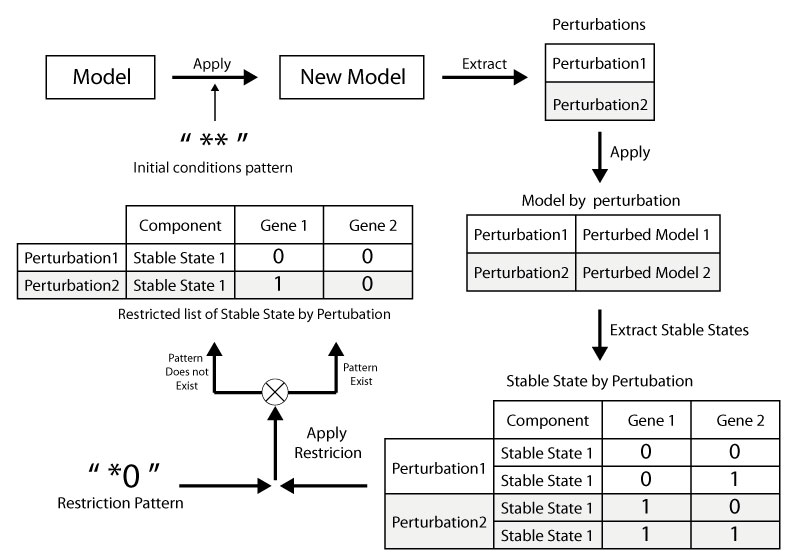 Perturbations
Model
Apply
New Model
Extract
Perturbation1
Perturbation2
“ ** ”
Initial conditions pattern
Apply
Model by perturbation
Perturbation1 Perturbed Model 1
Perturbation2 Perturbed Model 2
Extract Stable States
Stable State by Pertubation
Component Gene 1 Gene 2
Perturbation1
Stable State 1 0 0
Stable State 1 0 1
Perturbation2
Stable State 1 1 0
Stable State 1 1 1
“ *0 ”
Restriction Pattern
Apply
Restricion
Pattern
Does not
Exist
Pattern
Exist
Component Gene 1 Gene 2
Perturbation1 Stable State 1 0 0
Perturbation2 Stable State 1 1 0
Restricted list of Stable State by Pertubation